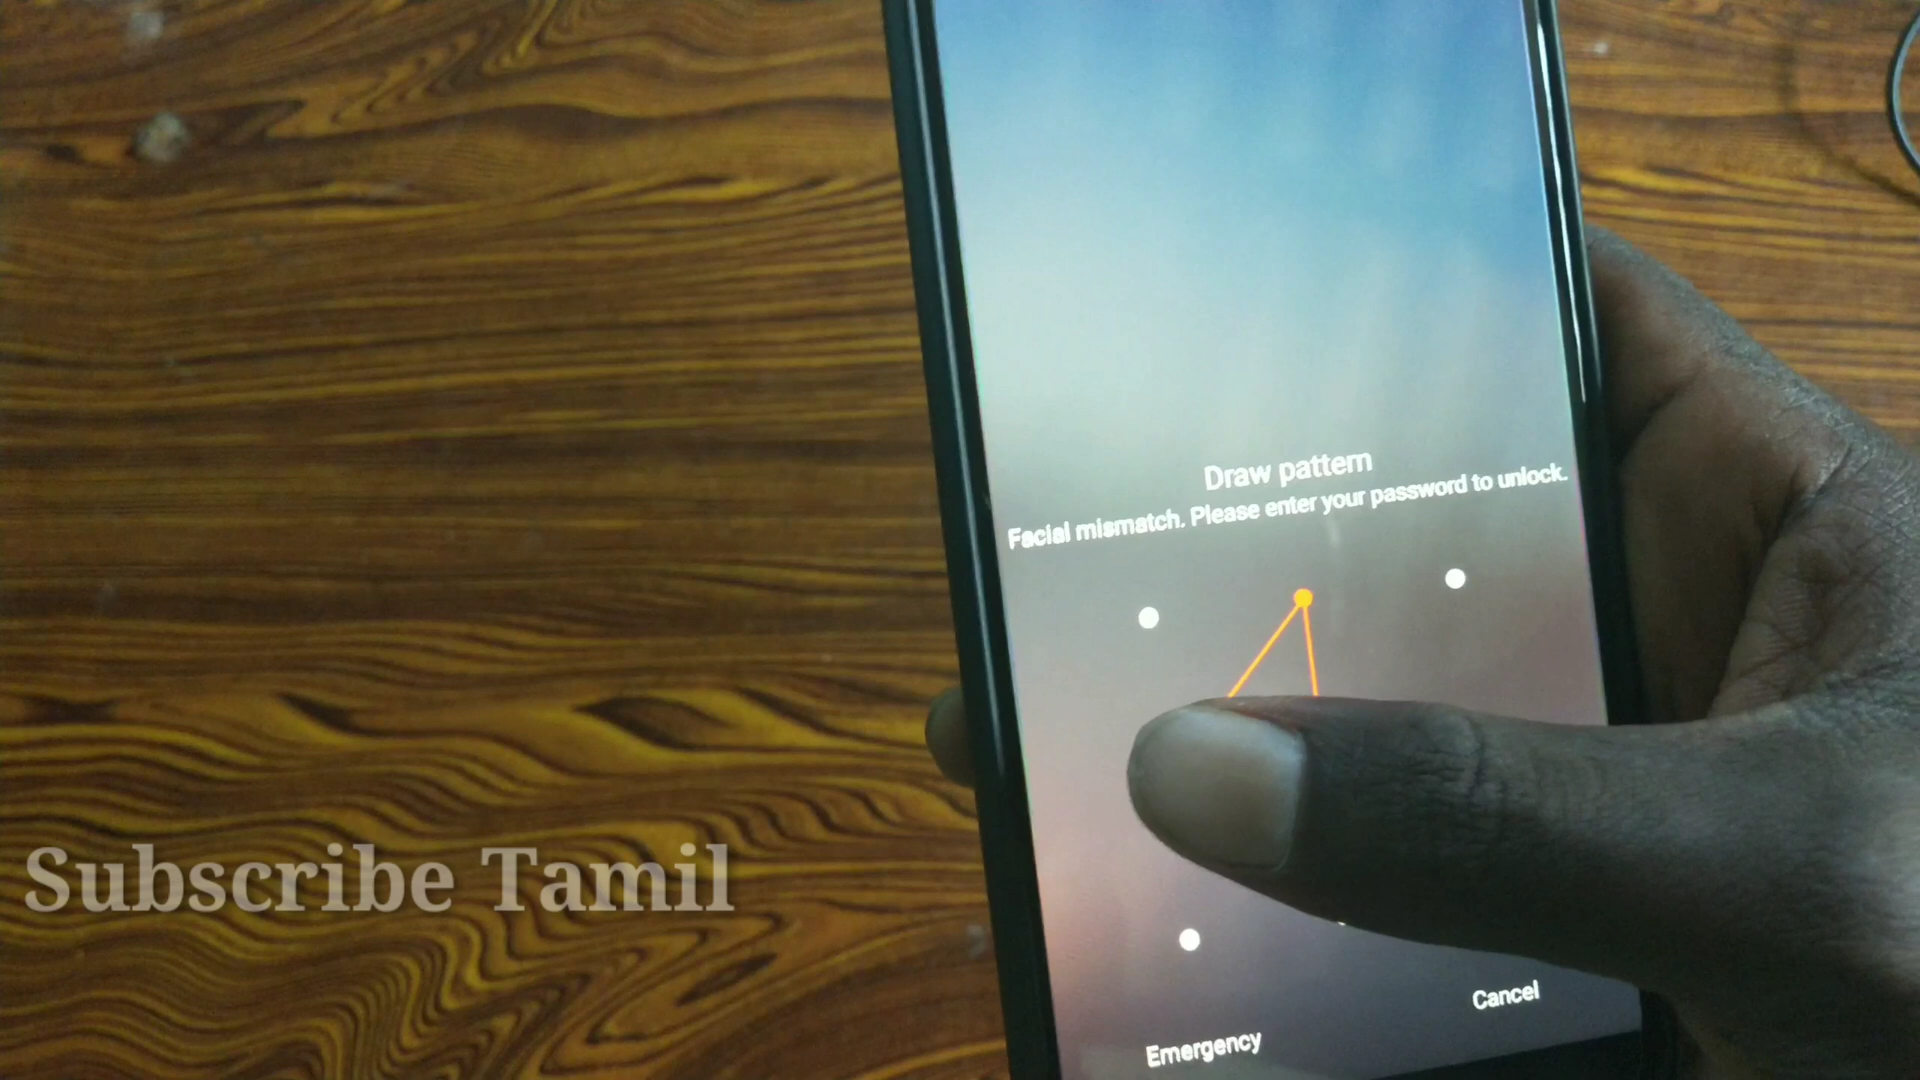 Draw pattern
Facial mismatch. Please enter your password to unlock.
Subscribe Tamil
Cancel
Emergency